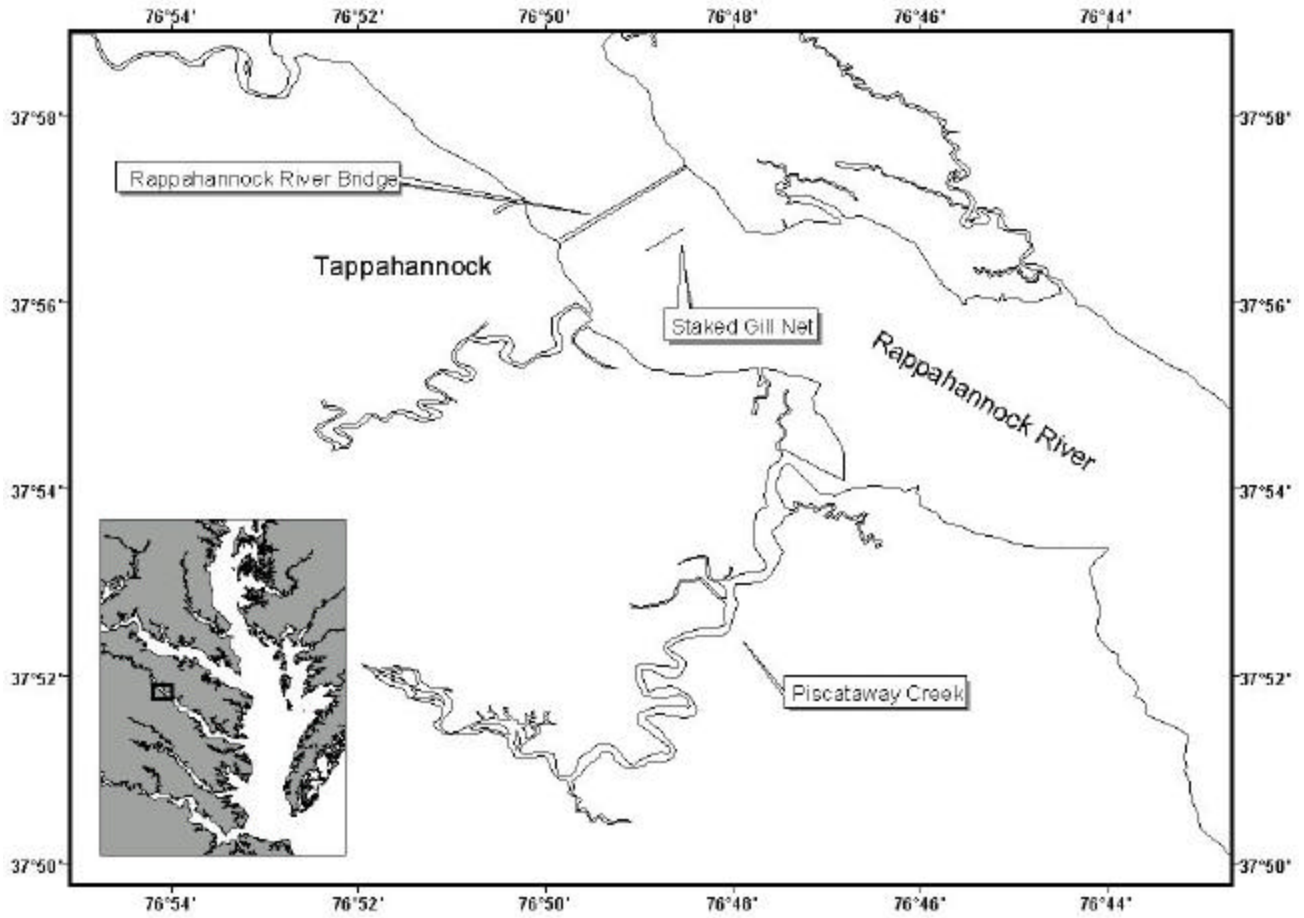 76°54' 76°52' 76°50' 76°48' 76°46' 76°44'
37°58' 37°58'
Rappahannock River Bridge
Tappahannock
37°56' 37°56'
Staked Gill Net
Rappahannock River
37°54' 37°54'
37°52' 37°52'
Piscataway Creek
37°50' 37°50'
76°54' 76°52' 76°50' 76°48' 76°46' 76°44'